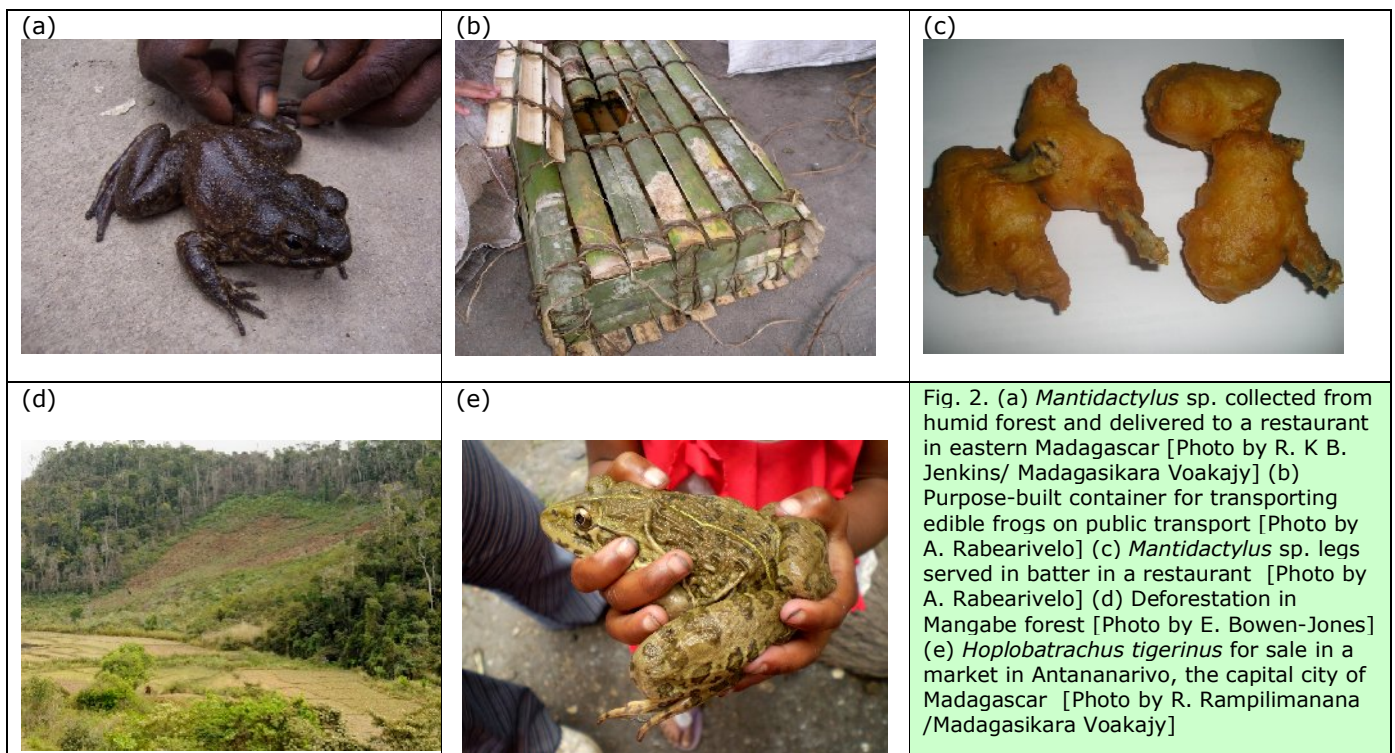 (a)
(b)
(c)
(d)
(e)
Fig. 2. (a) Mantidactylus sp. collected from
humid forest and delivered to a restaurant
in eastern Madagascar [Photo by R. K B.
Jenkins/ Madagasikara Voakajy] (b)
Purpose-built container for transporting
edible frogs on public transport [Photo by
A. Rabearivelo] (c) Mantidactylus sp. legs
served in batter in a restaurant [Photo by
A. Rabearivelo] (d) Deforestation in
Mangabe forest [Photo by E. Bowen-Jones]
(e) Hoplobatrachus tigerinus for sale in a
market in Antananarivo, the capital city of
Madagascar [Photo by R. Rampilimanana
/Madagasikara Voakajy]